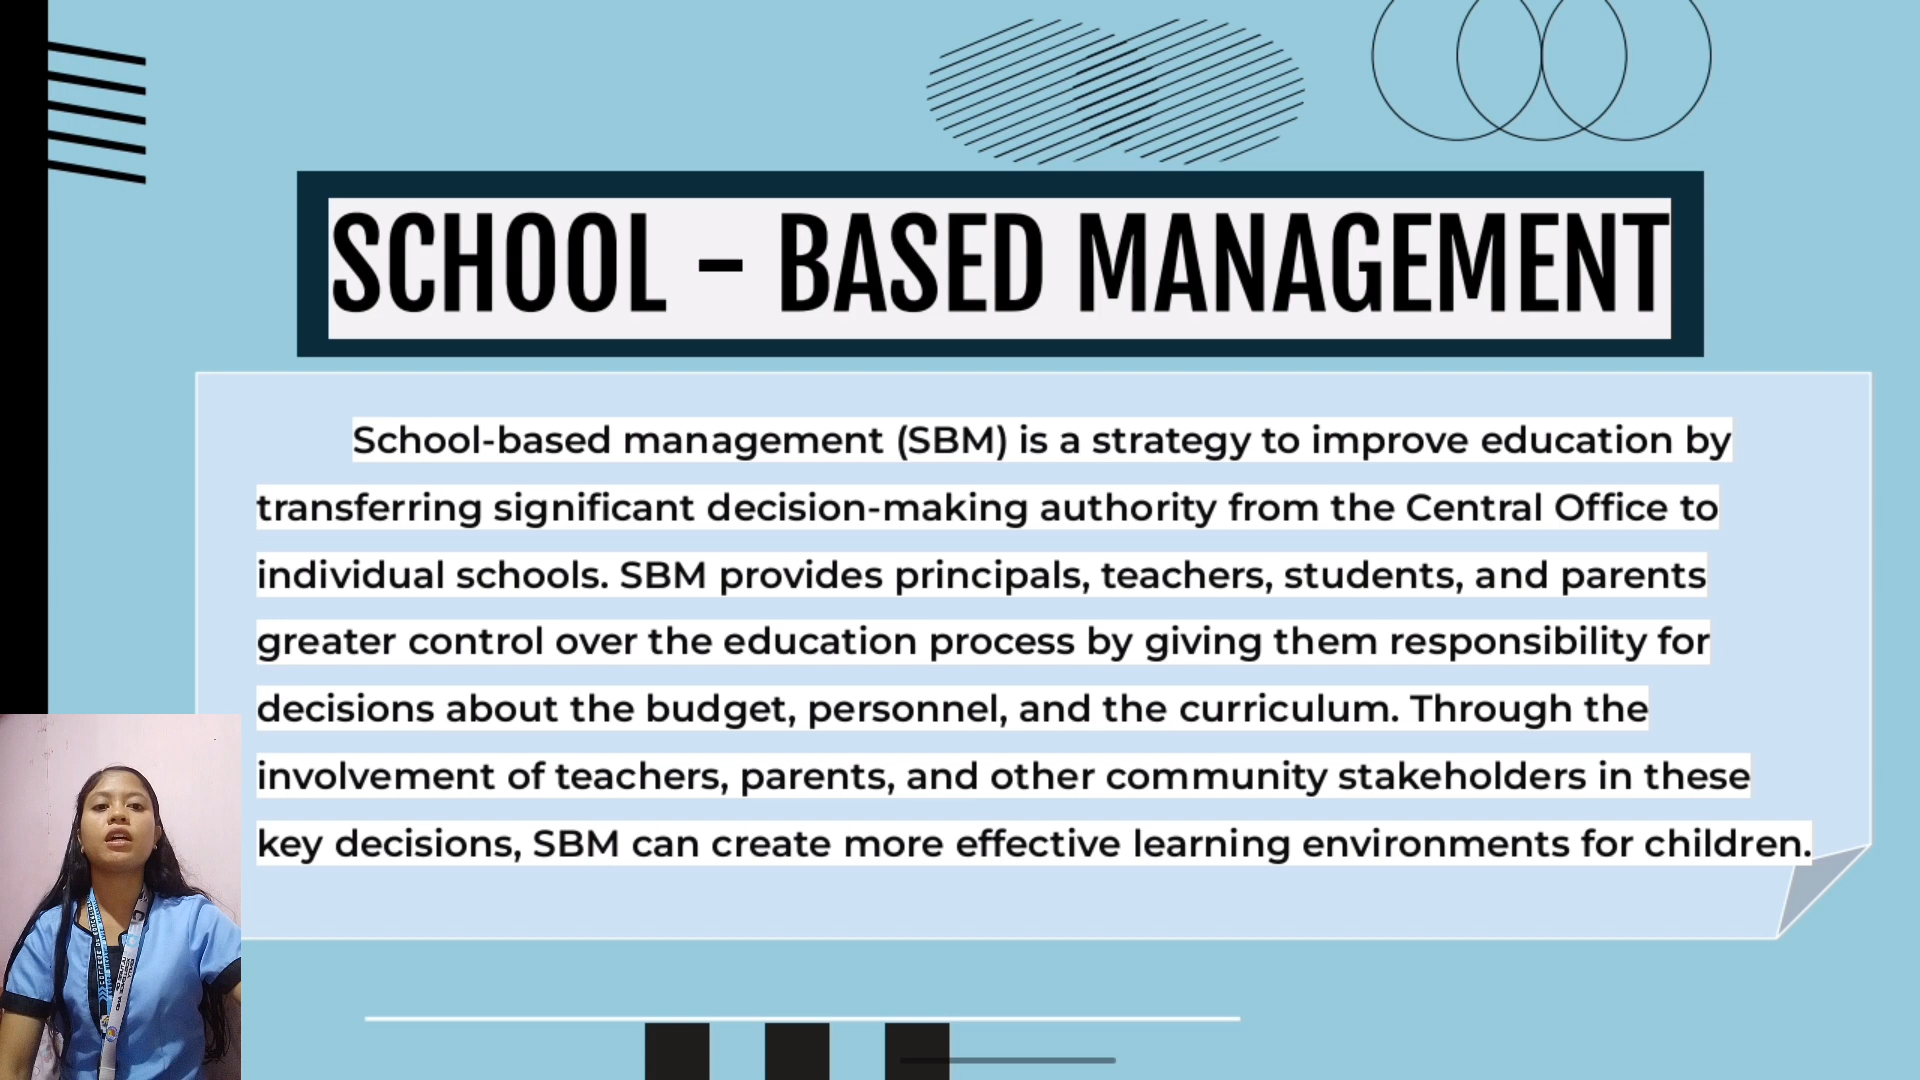 SCHOOL - BASED MANAGEMENT
School-based management (SBM) is a strategy to improve education by
transferring significant decision-making authority from the Central Office to
individual schools. SBM provides principals, teachers, students, and parents
greater control over the education process by giving them responsibility for
decisions about the budget, personnel, and the curriculum. Through the
involvement of teachers, parents, and other community stakeholders in these
key decisions, SBM can create more effective learning environments for children.